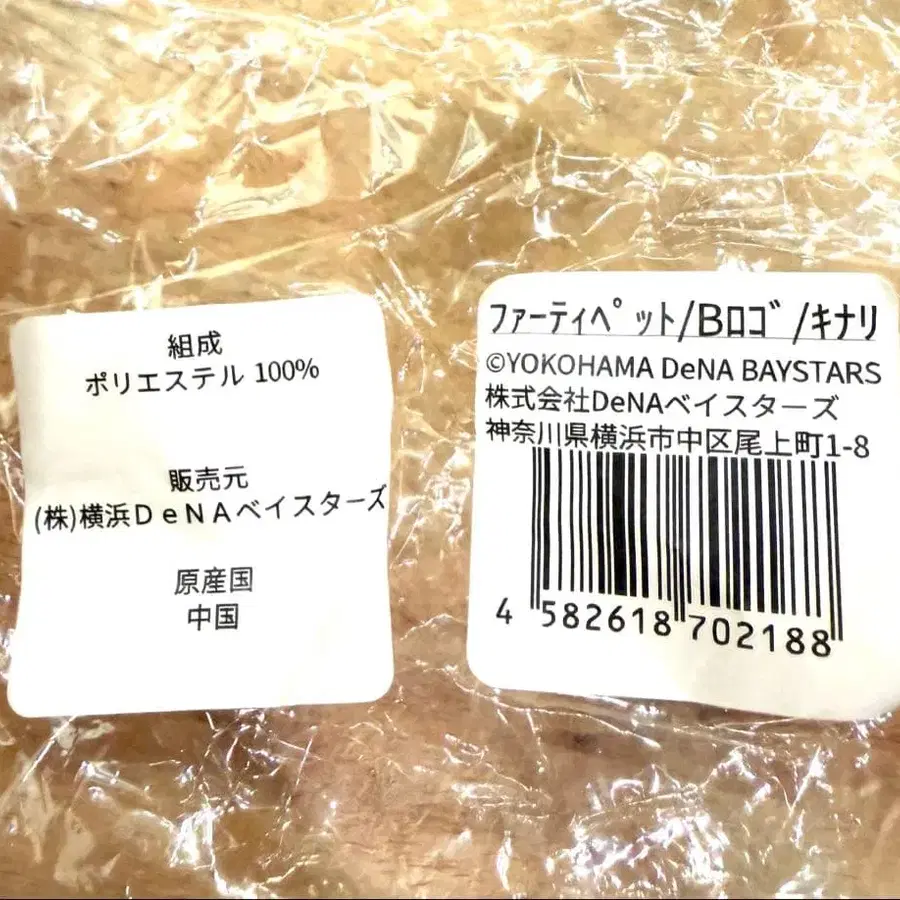 組成
ポリエステル 100%
販売元
(株)横浜ＤｅＮＡベイスターズ
原産国
中国
ﾌｧｰﾃｨﾍﾟｯﾄ/Bﾛｺﾞ/ｷﾅﾘ
©YOKOHAMA DeNA BAYSTARS
株式会社DeNAベイスターズ
神奈川県横浜市中区尾上町1-8
4 582618 702188